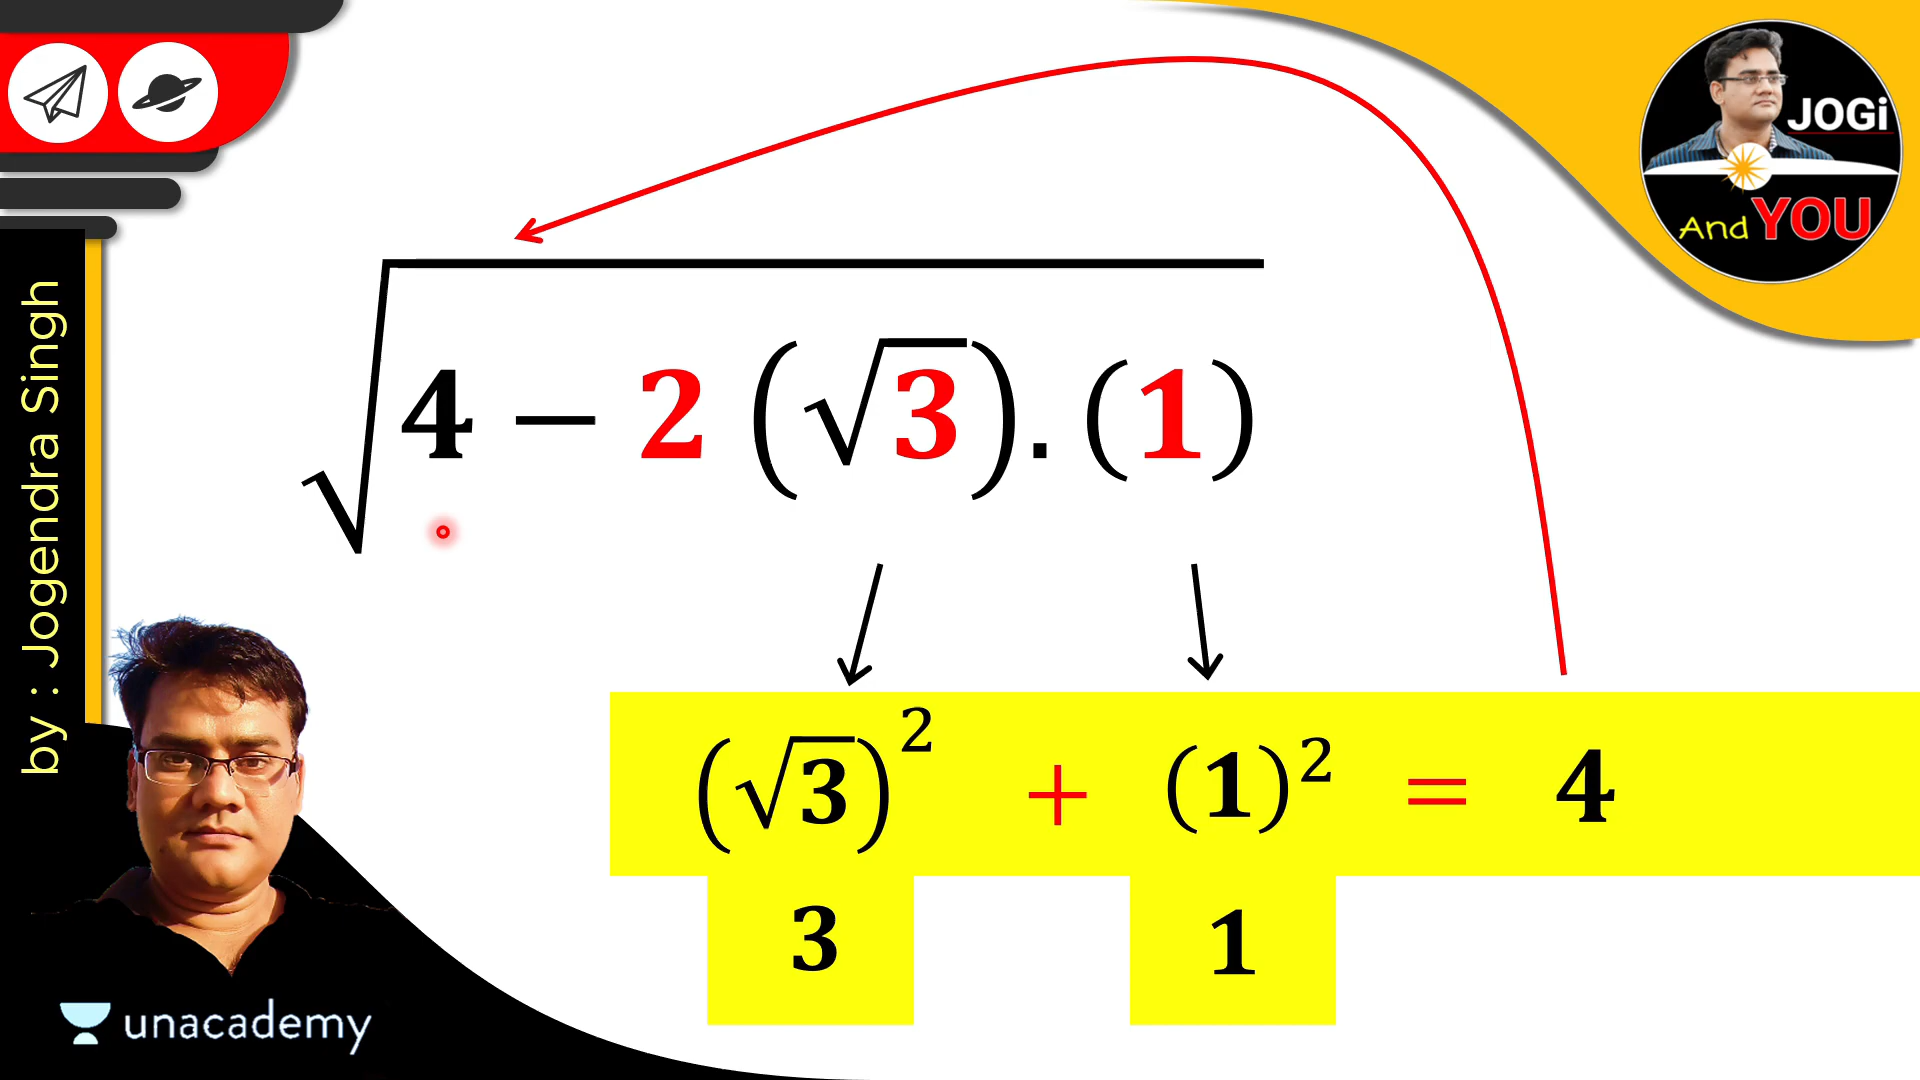 JOGi
And YOU
by : Jogendra Singh
√(4 − 2 (√3) . (1))
(√3)² + (1)² = 4
3 1
unacademy